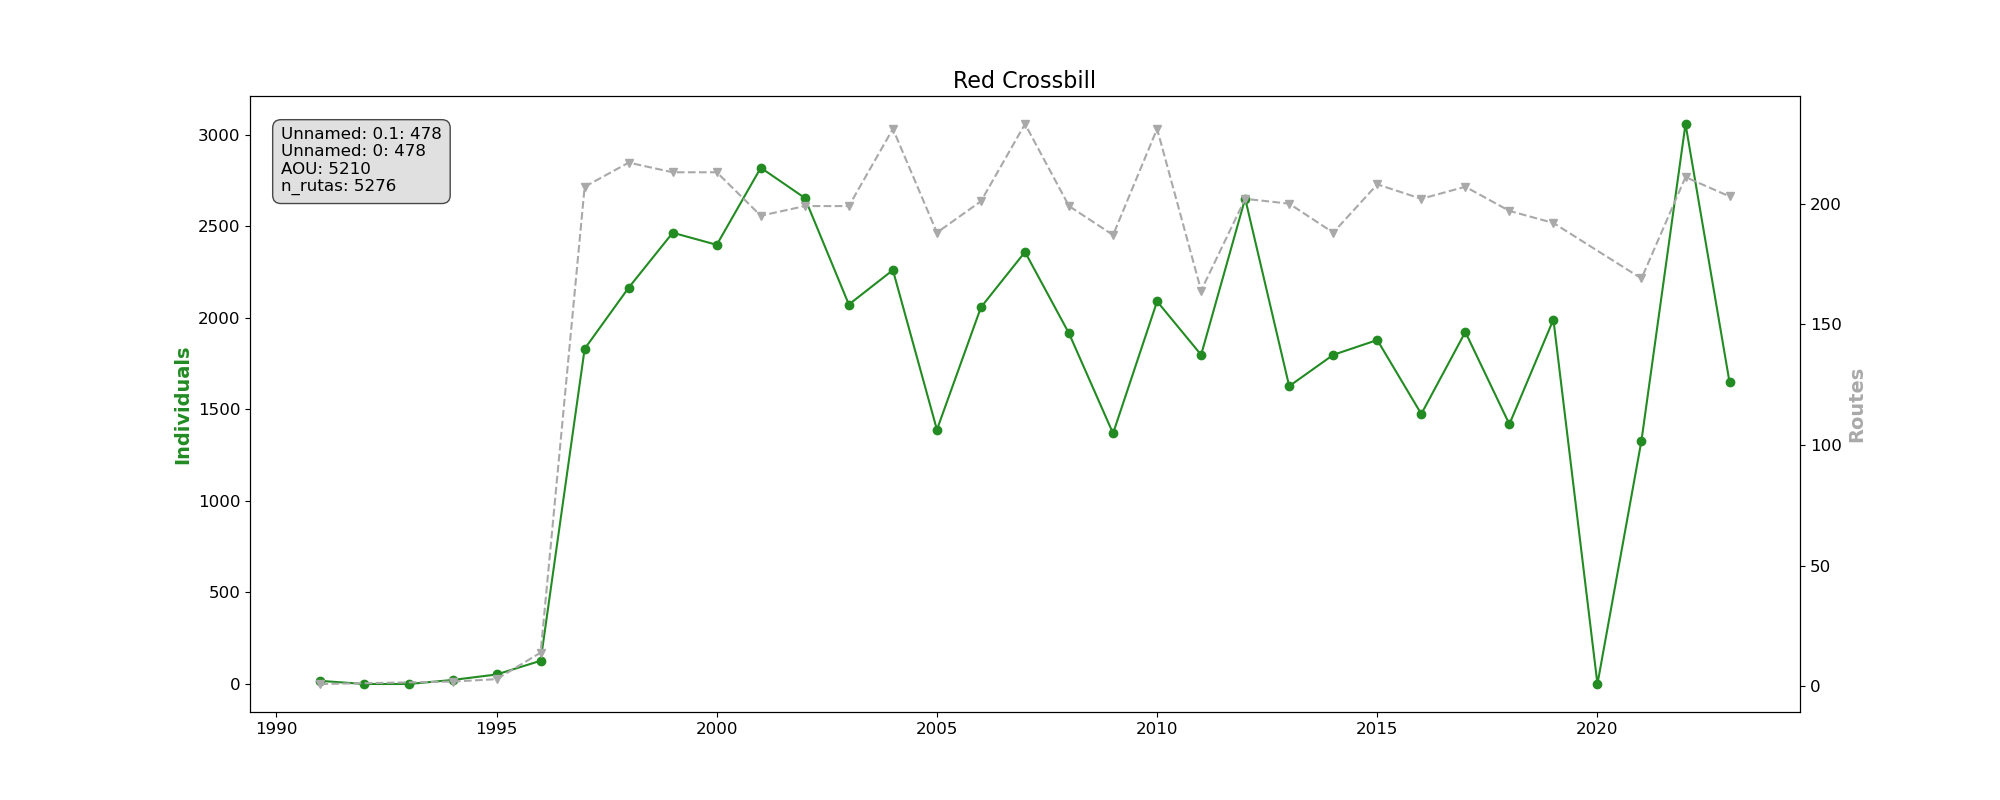 Red Crossbill
Unnamed: 0.1: 478
Unnamed: 0: 478
AOU: 5210
n_rutas: 5276
3000
2500
2000
1500
1000
500
0
Individuals
200
150
100
50
0
Routes
1990 1995 2000 2005 2010 2015 2020